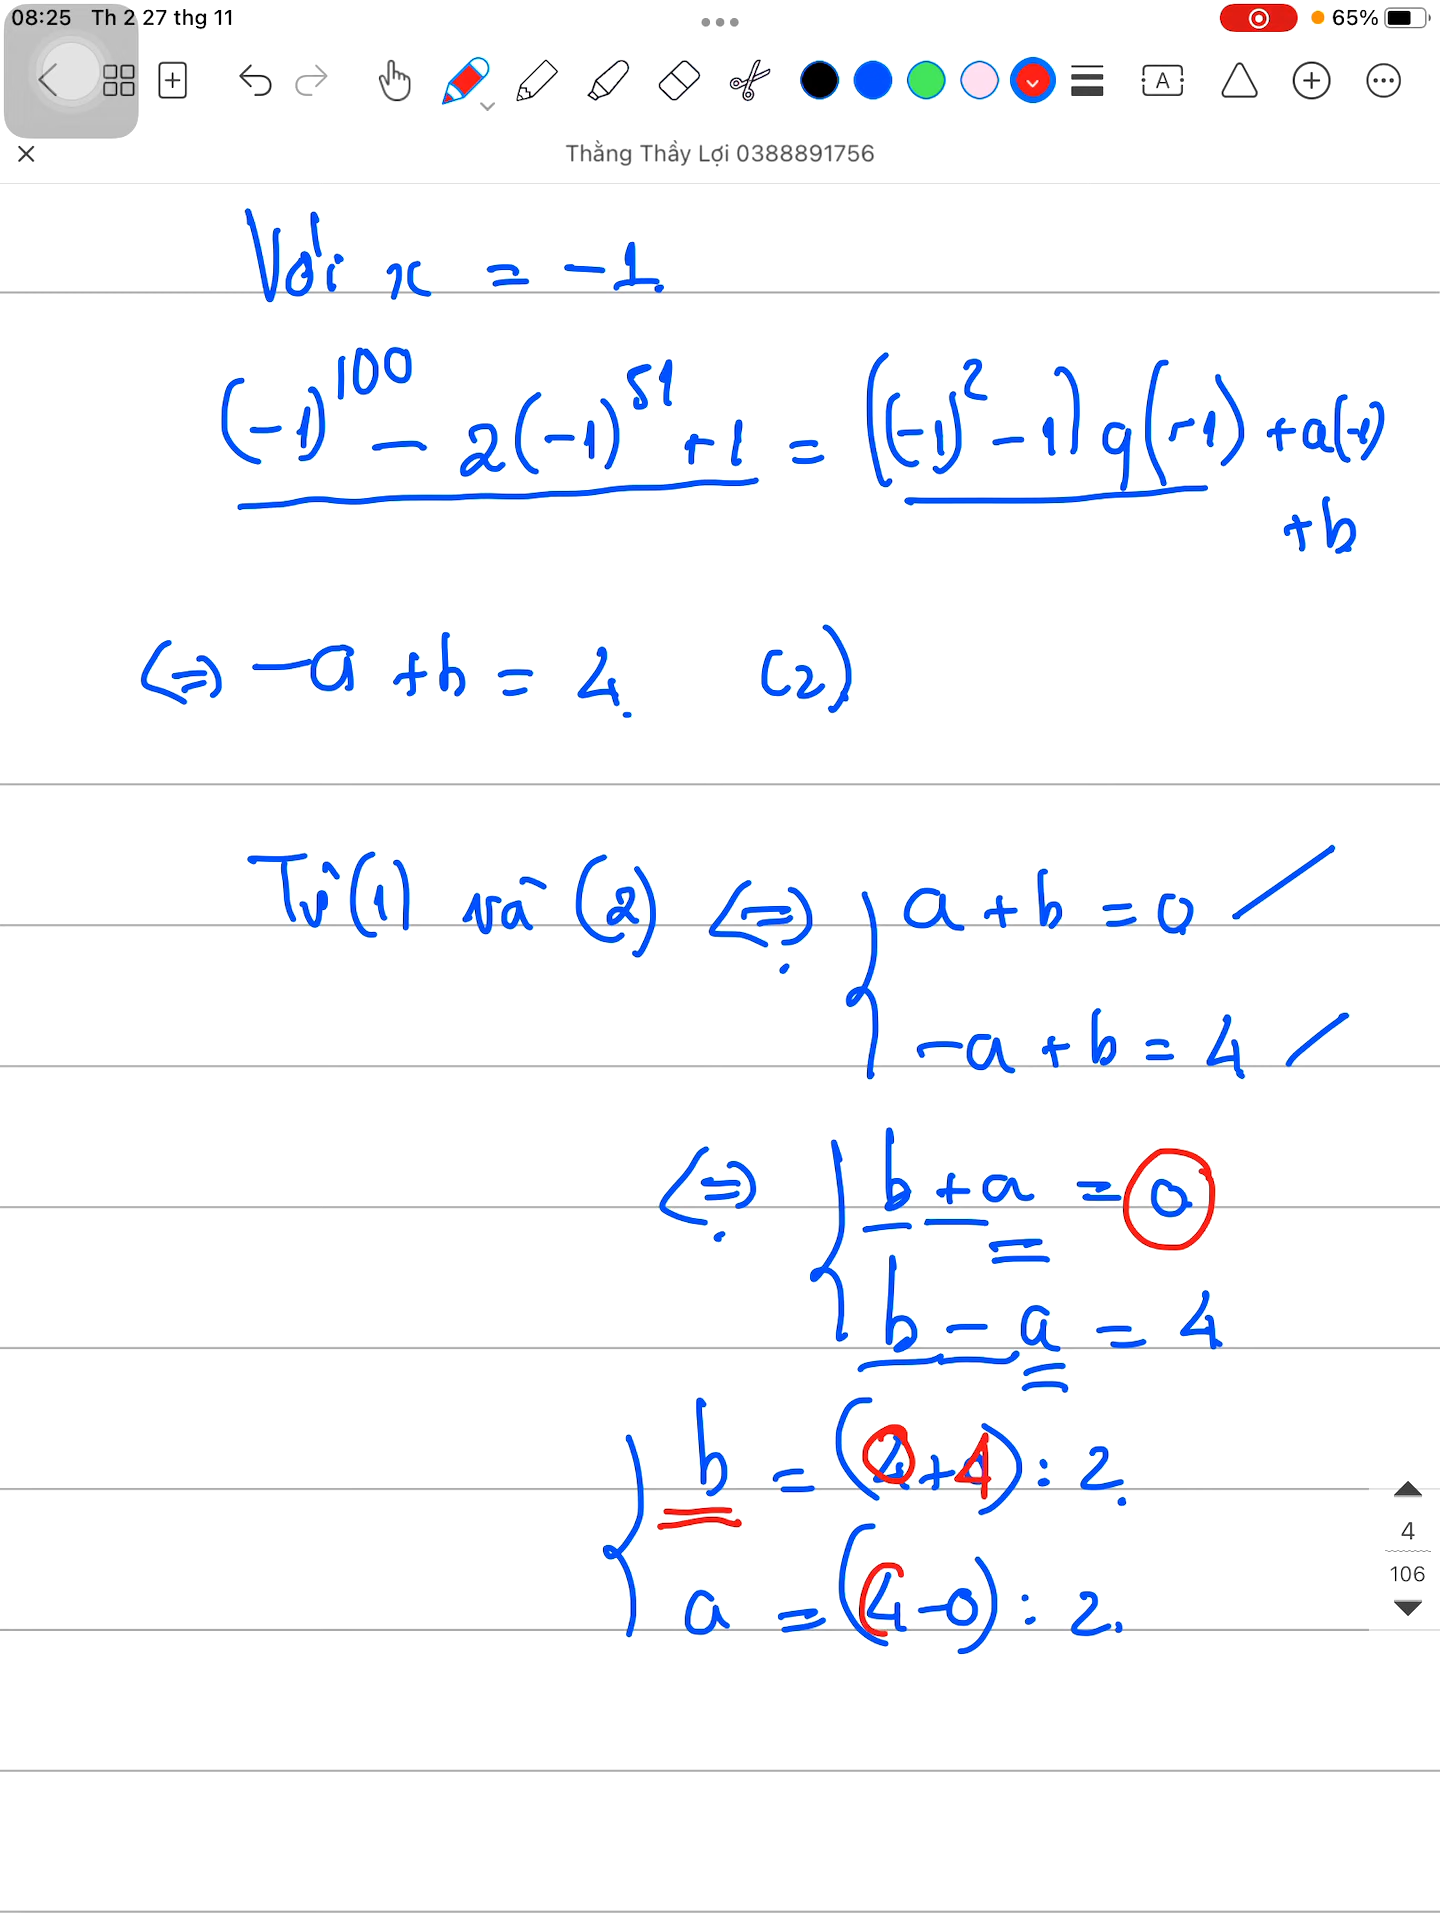 08:25 Th 2 27 thg 11
65%
A
Thằng Thầy Lợi 0388891756
Với x = -1.
(-1)^100 - 2(-1)^51 + 1 = ((-1)^2 - 1) q(-1) + a(-1)
+b
<=> -a + b = 4. (2)
Từ (1) và (2) <=> { a + b = 0
-a + b = 4
<=> { b + a = 0
b - a = 4
{ b = ( + 4) : 2.
a = (4 - 0) : 2.
4
106